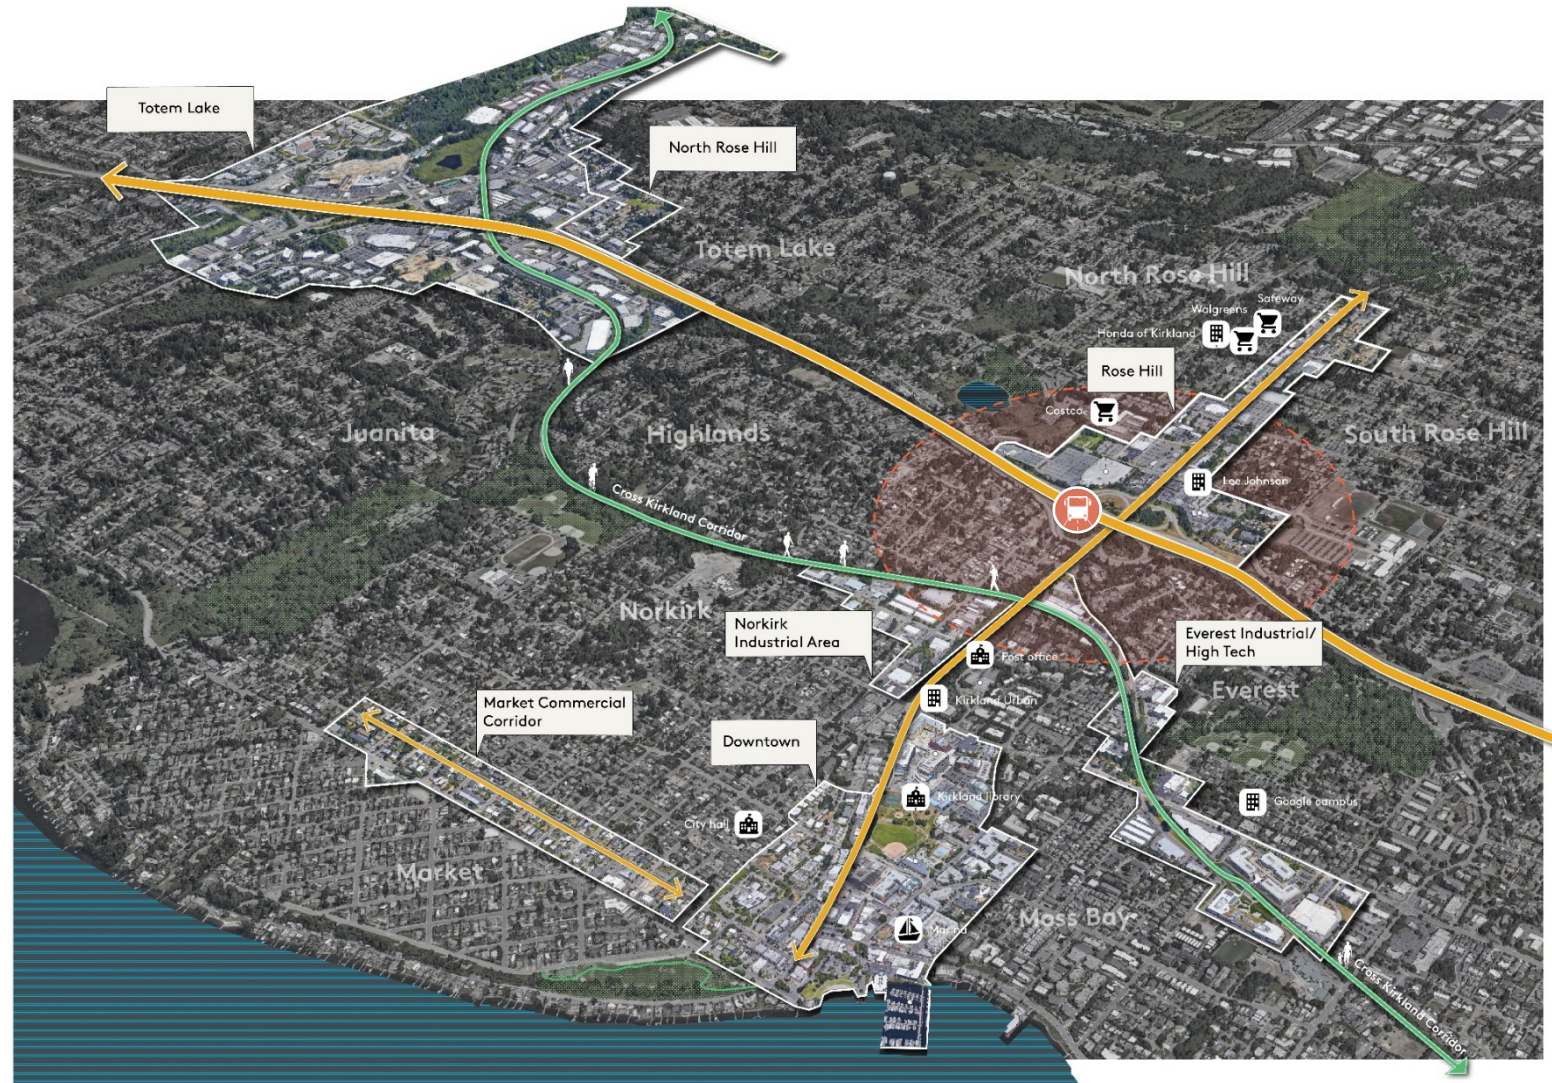 Totem Lake
North Rose Hill
Totem Lake
North Rose Hill
Safeway
Walgreens
Honda of Kirkland
Rose Hill
Costco
Juanita
Highlands
South Rose Hill
Lee Johnson
Cross Kirkland Corridor
Norkirk
Norkirk
Industrial Area
Everest Industrial/
High Tech
Post office
Everest
Kirkland Urban
Market Commercial
Corridor
Downtown
Kirkland library
Google campus
City hall
Market
Moss Bay
Marina
Cross Kirkland Corridor